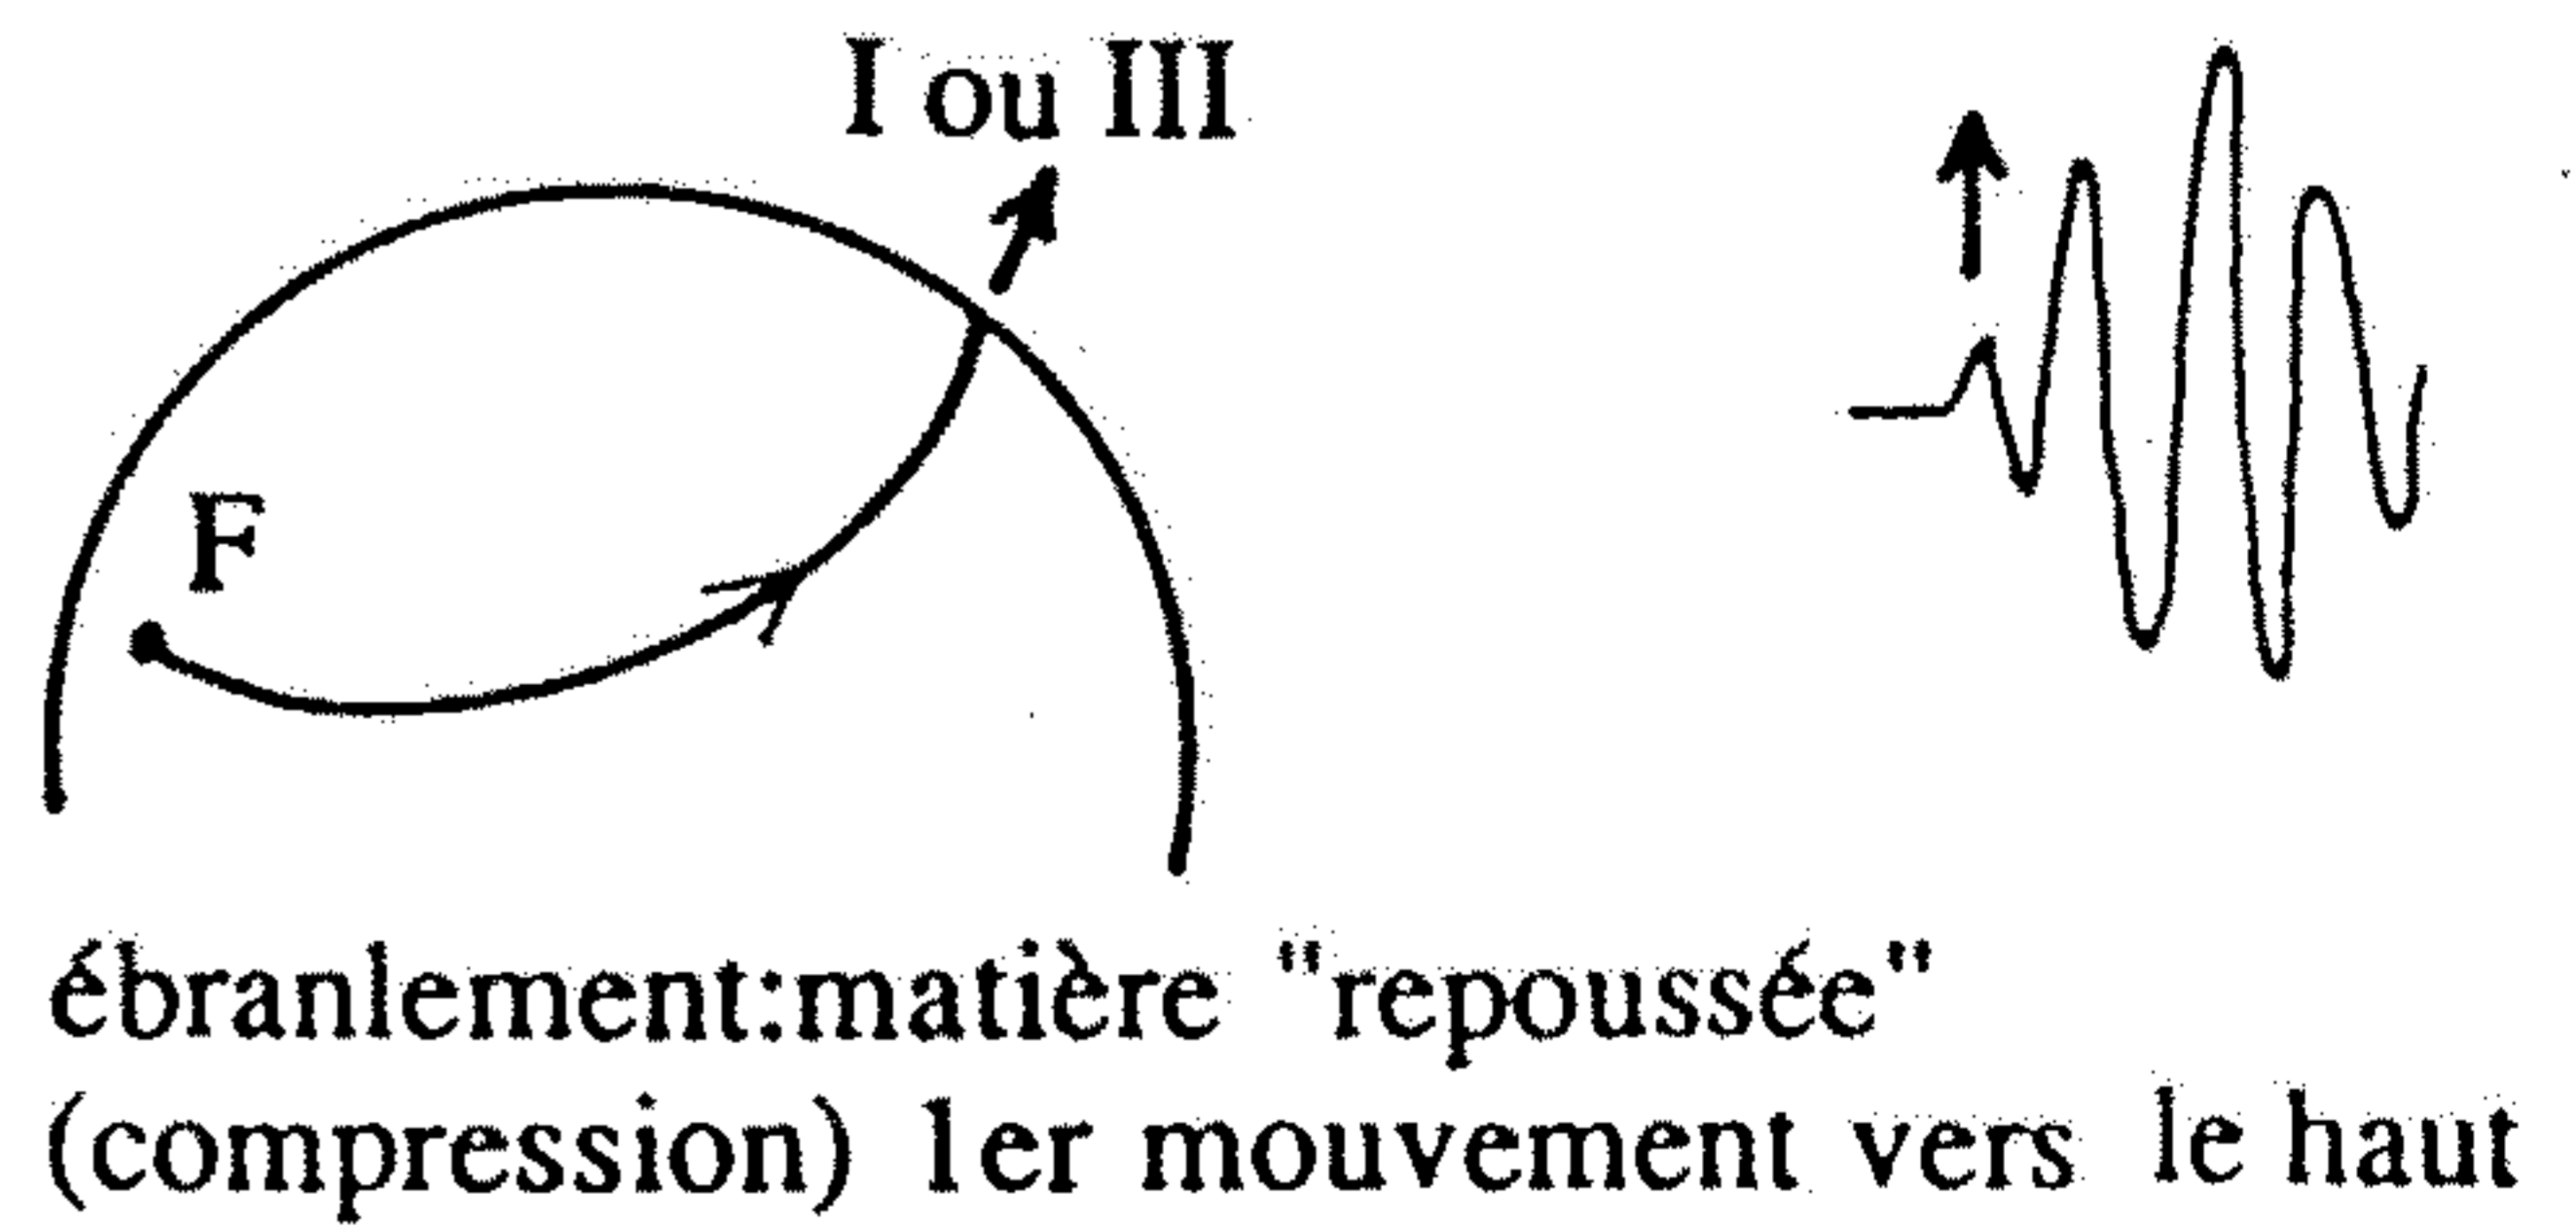 I ou III
F
ébranlement:matière "repoussée"
(compression) 1er mouvement vers le haut